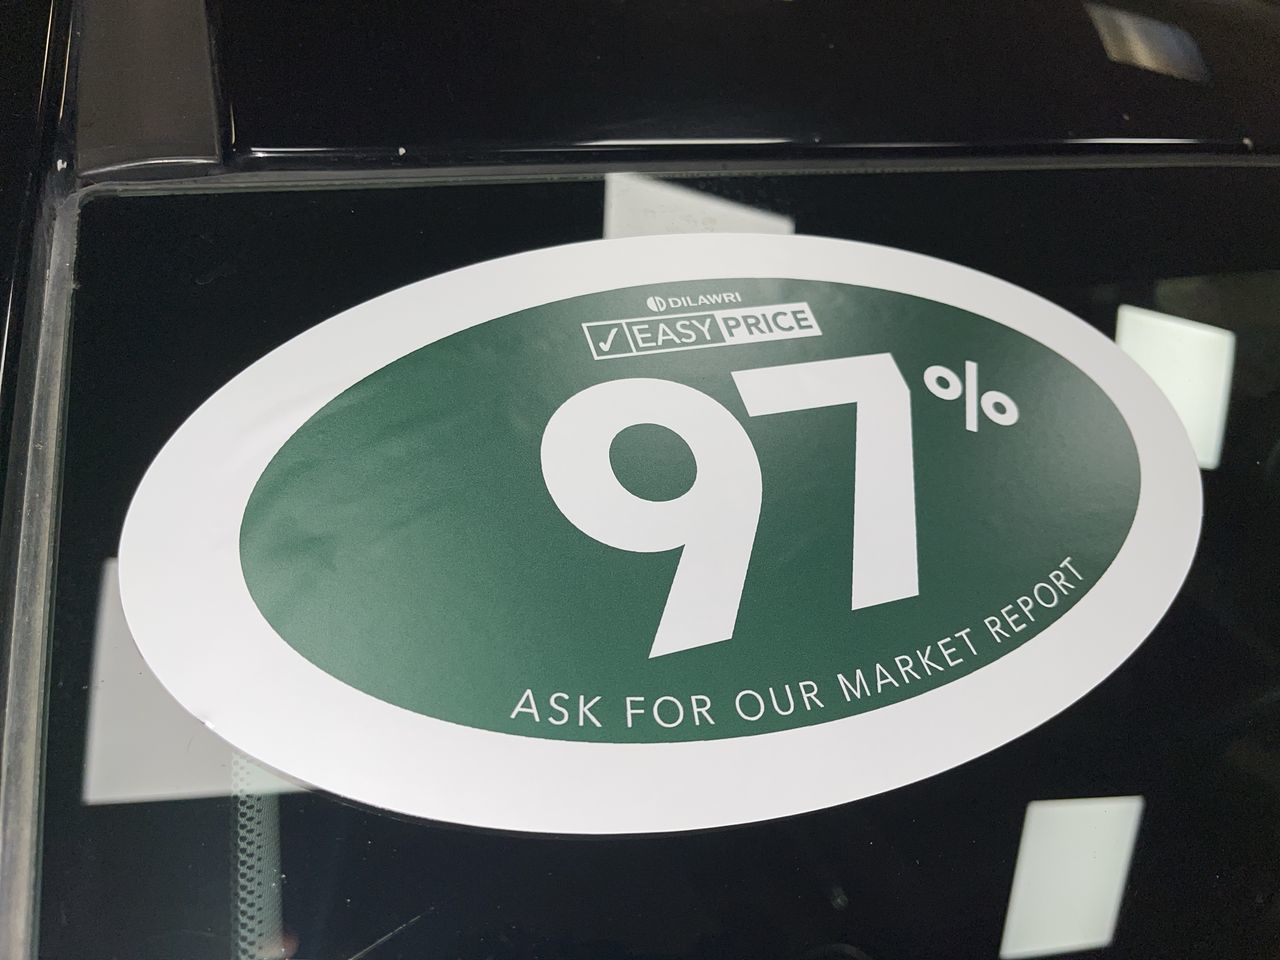 DILAWRI
✓ EASY PRICE
97%
ASK FOR OUR MARKET REPORT